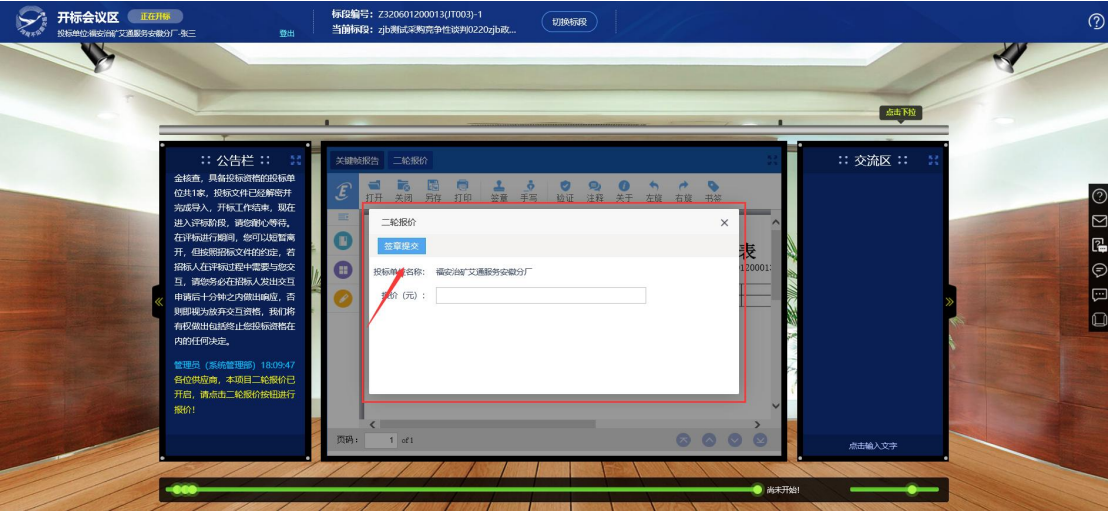 开标会议区 正在开标
投标单位:福安治矿艾通服务安徽分厂-张三 登出
标段编号：Z320601200013(JT003)-1
当前标段：zjb测试采购竞争性谈判0220zjb政...
切换标段
点击下拉
:: 公告栏 ::
金核查，具备投标资格的投标单
位共1家，投标文件已经解密并
完成导入，开标工作结束，现在
进入评标阶段，请您耐心等待。
在评标进行期间，您可以短暂离
开，但按照招标文件的约定，若
招标人在评标过程中需要与您交
互，请您务必在招标人发出交互
申请后十分钟之内做出响应，否
则即视为放弃交互资格，我们将
有权做出包括终止您投标资格在
内的任何决定。
管理员（系统管理部）18:09:47
各位供应商，本项目二轮报价已
开启，请点击二轮报价按钮进行
报价！
关键帧报告 二轮报价
打开 关闭 另存 打印 签章 手写 验证 注释 关于 左旋 右旋 书签
二轮报价
签章提交
投标单位名称： 福安治矿艾通服务安徽分厂
报价（元）：
表
120001
页码： 1 of1
:: 交流区 ::
点击输入文字
尚未开始!